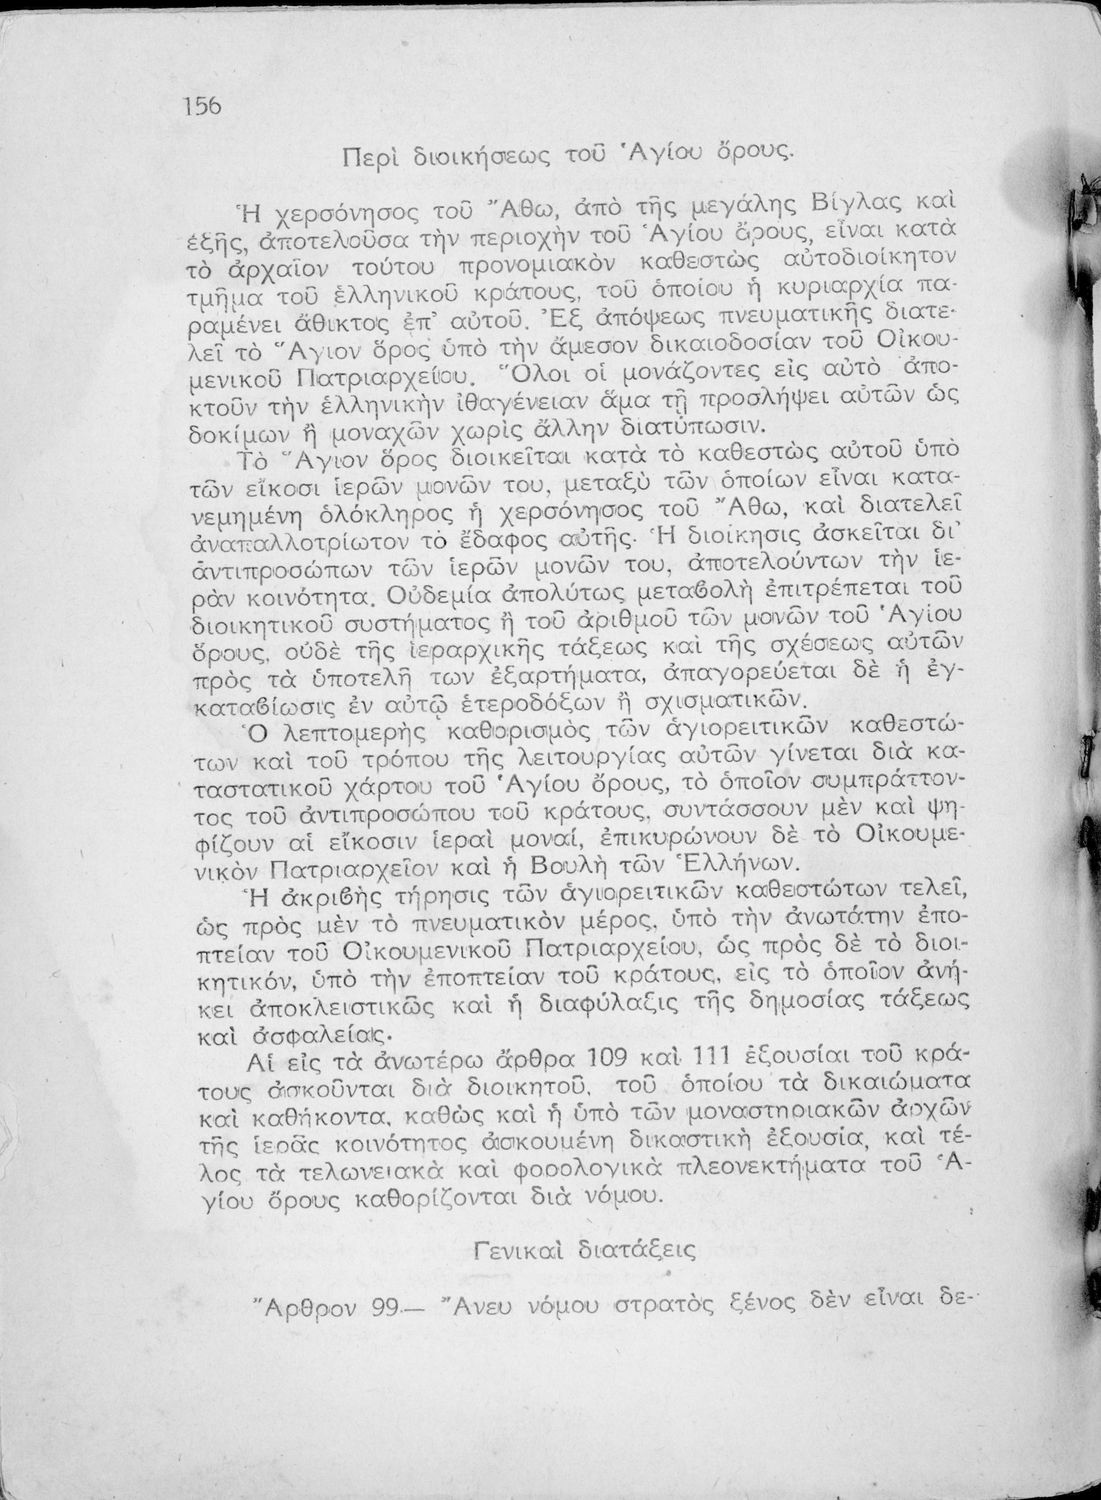 156
Περὶ διοικήσεως τοῦ Ἁγίου ὄρους.
Ἡ χερσόνησος τοῦ Ἄθω, ἀπὸ τῆς μεγάλης Βίγλας καὶ
ἑξῆς, ἀποτελοῦσα τὴν περιοχὴν τοῦ Ἁγίου ὄρους, εἶναι κατὰ
τὸ ἀρχαῖον τούτου προνομιακὸν καθεστὼς αὐτοδιοίκητον
τμῆμα τοῦ ἑλληνικοῦ κράτους, τοῦ ὁποίου ἡ κυριαρχία πα-
ραμένει ἄθικτος ἐπ' αὐτοῦ. Ἐξ ἀπόψεως πνευματικῆς διατε-
λεῖ τὸ Ἅγιον ὄρος ὑπὸ τὴν ἄμεσον δικαιοδοσίαν τοῦ Οἰκου-
μενικοῦ Πατριαρχείου. Ὅλοι οἱ μονάζοντες εἰς αὐτὸ ἀπο-
κτοῦν τὴν ἑλληνικὴν ἰθαγένειαν ἅμα τῇ προσλήψει αὐτῶν ὡς
δοκίμων ἢ μοναχῶν χωρὶς ἄλλην διατύπωσιν.
Τὸ Ἅγιον ὄρος διοικεῖται κατὰ τὸ καθεστὼς αὐτοῦ ὑπὸ
τῶν εἴκοσι ἱερῶν μονῶν του, μεταξὺ τῶν ὁποίων εἶναι κατα-
νεμημένη ὁλόκληρος ἡ χερσόνησος τοῦ Ἄθω, καὶ διατελεῖ
ἀναπαλλοτρίωτον τὸ ἔδαφος αὐτῆς. Ἡ διοίκησις ἀσκεῖται δι'
ἀντιπροσώπων τῶν ἱερῶν μονῶν του, ἀποτελούντων τὴν ἱε-
ρὰν κοινότητα. Οὐδεμία ἀπολύτως μεταβολὴ ἐπιτρέπεται τοῦ
διοικητικοῦ συστήματος ἢ τοῦ ἀριθμοῦ τῶν μονῶν τοῦ Ἁγίου
ὄρους, οὐδὲ τῆς ἱεραρχικῆς τάξεως καὶ τῆς σχέσεως αὐτῶν
πρὸς τὰ ὑποτελῆ των ἐξαρτήματα, ἀπαγορεύεται δὲ ἡ ἐγ-
καταβίωσις ἐν αὐτῷ ἑτεροδόξων ἢ σχισματικῶν.
Ὁ λεπτομερὴς καθορισμὸς τῶν ἁγιορειτικῶν καθεστώ-
των καὶ τοῦ τρόπου τῆς λειτουργίας αὐτῶν γίνεται διὰ κα-
ταστατικοῦ χάρτου τοῦ Ἁγίου ὄρους, τὸ ὁποῖον συμπράττον-
τος τοῦ ἀντιπροσώπου τοῦ κράτους, συντάσσουν μὲν καὶ ψη-
φίζουν αἱ εἴκοσιν ἱεραὶ μοναί, ἐπικυρώνουν δὲ τὸ Οἰκουμε-
νικὸν Πατριαρχεῖον καὶ ἡ Βουλὴ τῶν Ἑλλήνων.
Ἡ ἀκριβὴς τήρησις τῶν ἁγιορειτικῶν καθεστώτων τελεῖ,
ὡς πρὸς μὲν τὸ πνευματικὸν μέρος, ὑπὸ τὴν ἀνωτάτην ἐπο-
πτείαν τοῦ Οἰκουμενικοῦ Πατριαρχείου, ὡς πρὸς δὲ τὸ διοι-
κητικόν, ὑπὸ τὴν ἐποπτείαν τοῦ κράτους, εἰς τὸ ὁποῖον ἀνή-
κει ἀποκλειστικῶς καὶ ἡ διαφύλαξις τῆς δημοσίας τάξεως
καὶ ἀσφαλείας.
Αἱ εἰς τὰ ἀνωτέρω ἄρθρα 109 καὶ 111 ἐξουσίαι τοῦ κρά-
τους ἀσκοῦνται διὰ διοικητοῦ, τοῦ ὁποίου τὰ δικαιώματα
καὶ καθήκοντα, καθὼς καὶ ἡ ὑπὸ τῶν μοναστηριακῶν ἀρχῶν
τῆς ἱερᾶς κοινότητος ἀσκουμένη δικαστικὴ ἐξουσία, καὶ τέ-
λος τὰ τελωνειακὰ καὶ φορολογικὰ πλεονεκτήματα τοῦ Ἁ-
γίου ὄρους καθορίζονται διὰ νόμου.
Γενικαὶ διατάξεις
Ἄρθρον 99.— Ἄνευ νόμου στρατὸς ξένος δὲν εἶναι δε-